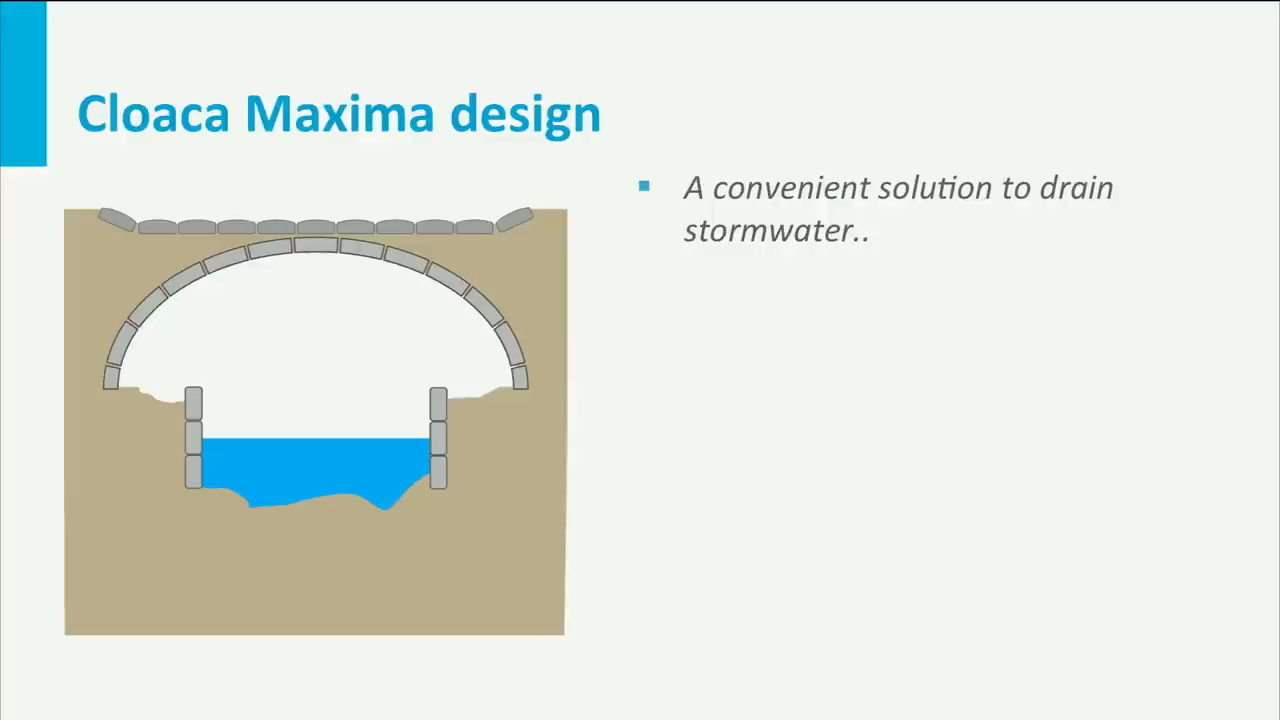 Cloaca Maxima design
A convenient solution to drain
stormwater..